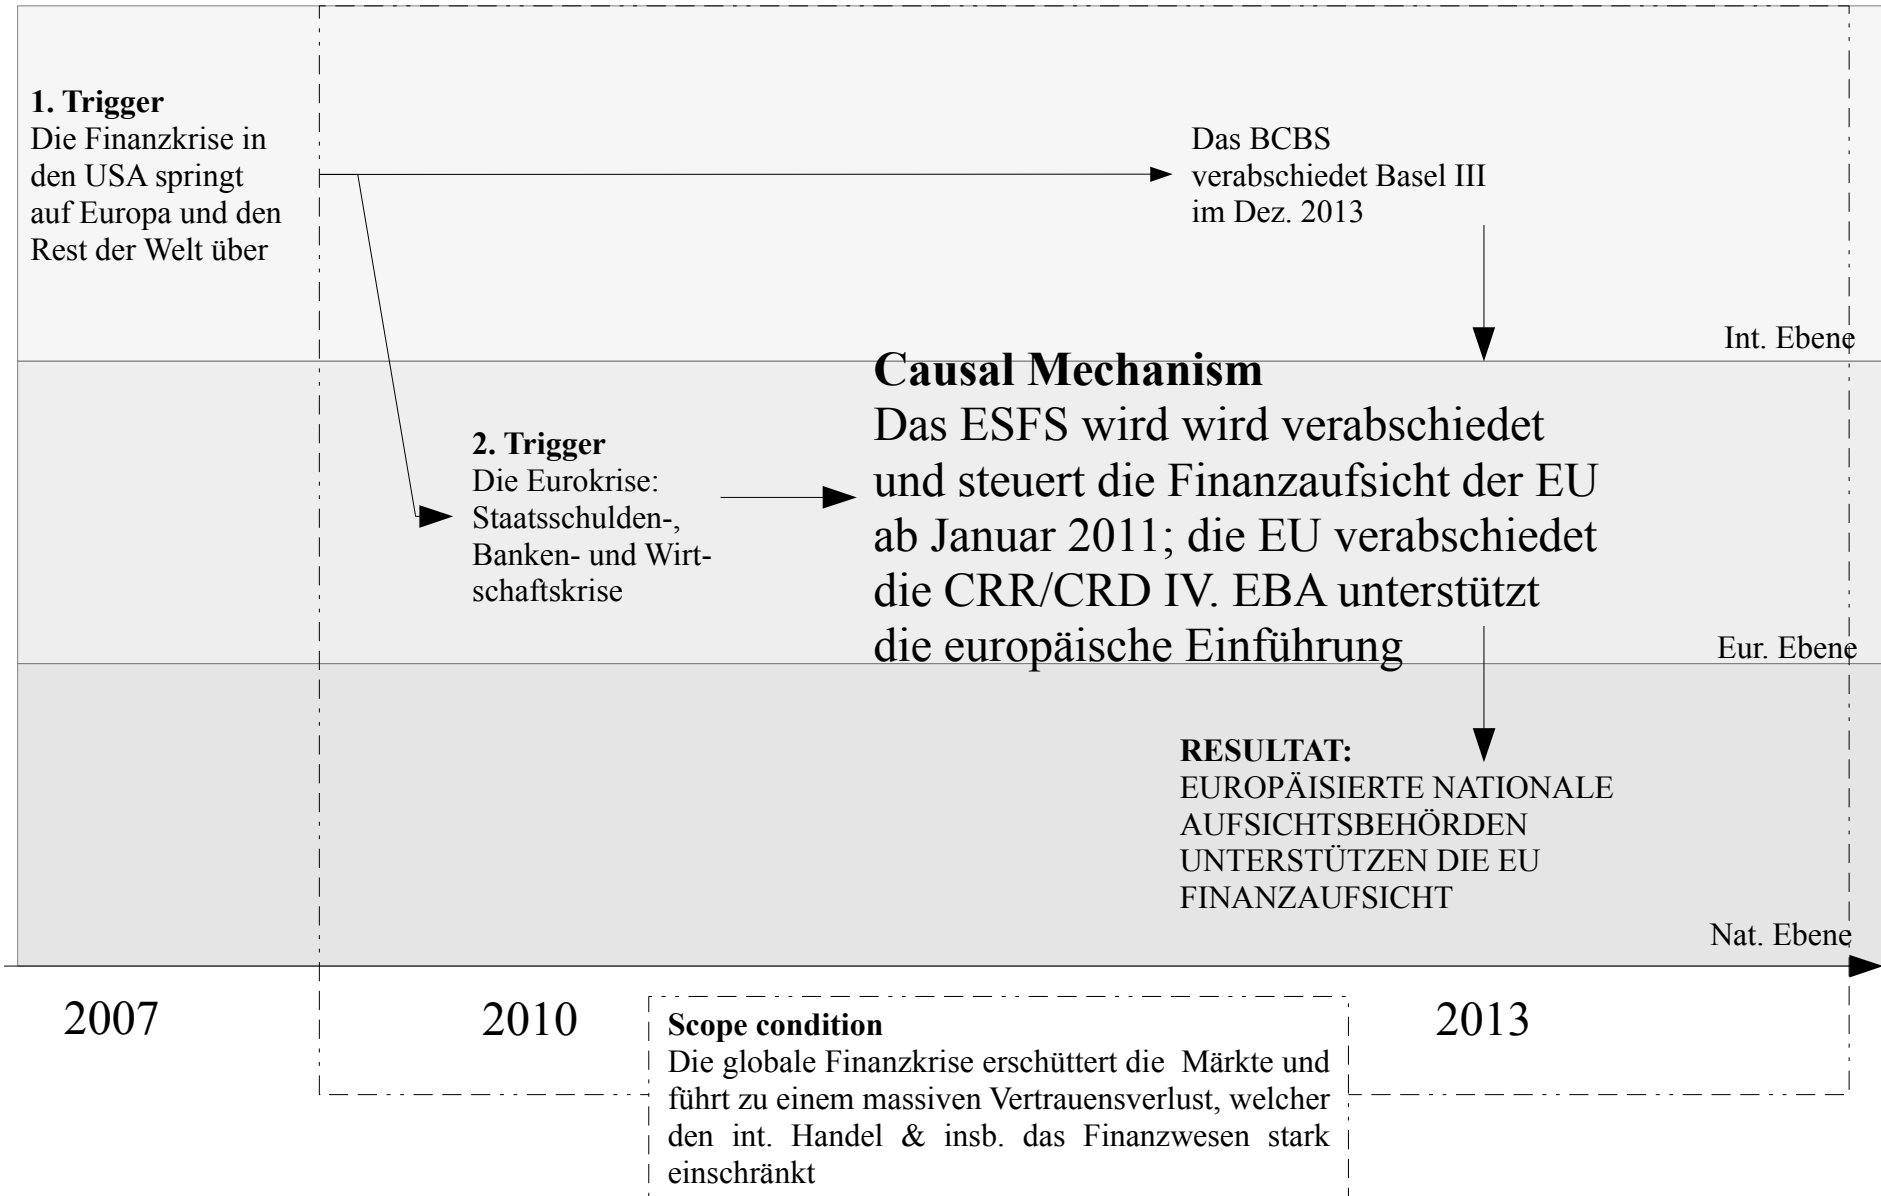 1. Trigger
Die Finanzkrise in
den USA springt
auf Europa und den
Rest der Welt über
Das BCBS
verabschiedet Basel III
im Dez. 2013
Int. Ebene
Causal Mechanism
Das ESFS wird wird verabschiedet
und steuert die Finanzaufsicht der EU
ab Januar 2011; die EU verabschiedet
die CRR/CRD IV. EBA unterstützt
die europäische Einführung
2. Trigger
Die Eurokrise:
Staatsschulden-,
Banken- und Wirt-
schaftskrise
Eur. Ebene
RESULTAT:
EUROPÄISIERTE NATIONALE
AUFSICHTSBEHÖRDEN
UNTERSTÜTZEN DIE EU
FINANZAUFSICHT
Nat. Ebene
2007
2010
2013
Scope condition
Die globale Finanzkrise erschüttert die Märkte und
führt zu einem massiven Vertrauensverlust, welcher
den int. Handel & insb. das Finanzwesen stark
einschränkt